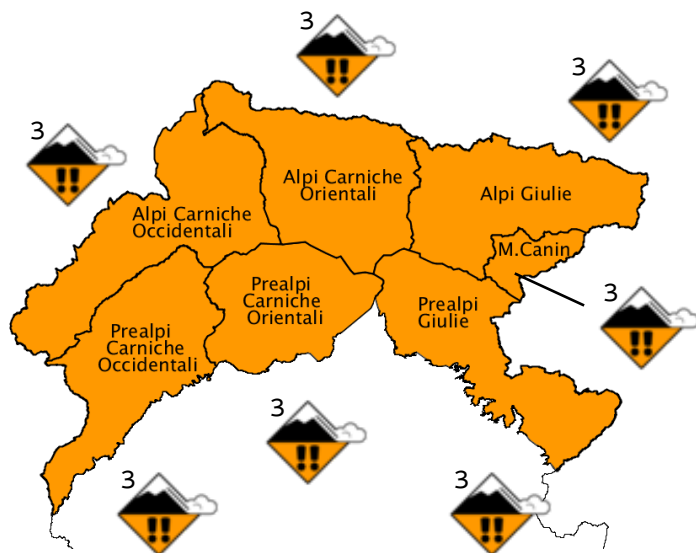 3
3
3
Alpi Carniche
Orientali
Alpi Giulie
Alpi Carniche
Occidentali
M.Canin
Prealpi
Carniche
Orientali
3
Prealpi
Giulie
Prealpi
Carniche
Occidentali
3
3
3
!!
!!
!!
!!
!!
!!
!!